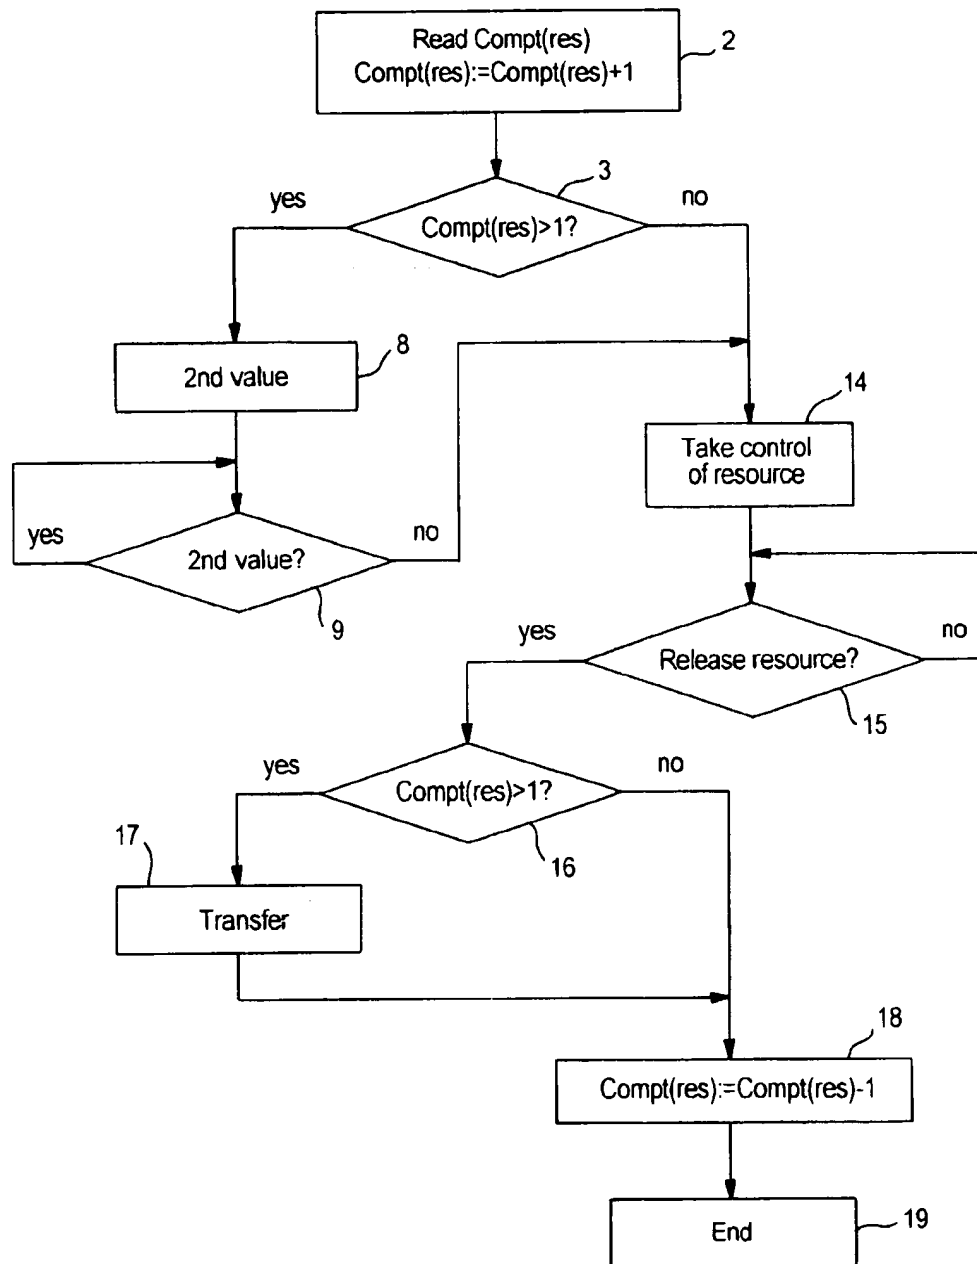 Read Compt(res)
Compt(res):=Compt(res)+1
2
3
yes
no
Compt(res)>1?
8
2nd value
14
Take control
of resource
yes
no
2nd value?
9
yes
no
Release resource?
15
yes
no
Compt(res)>1?
16
17
Transfer
18
Compt(res):=Compt(res)-1
End
19